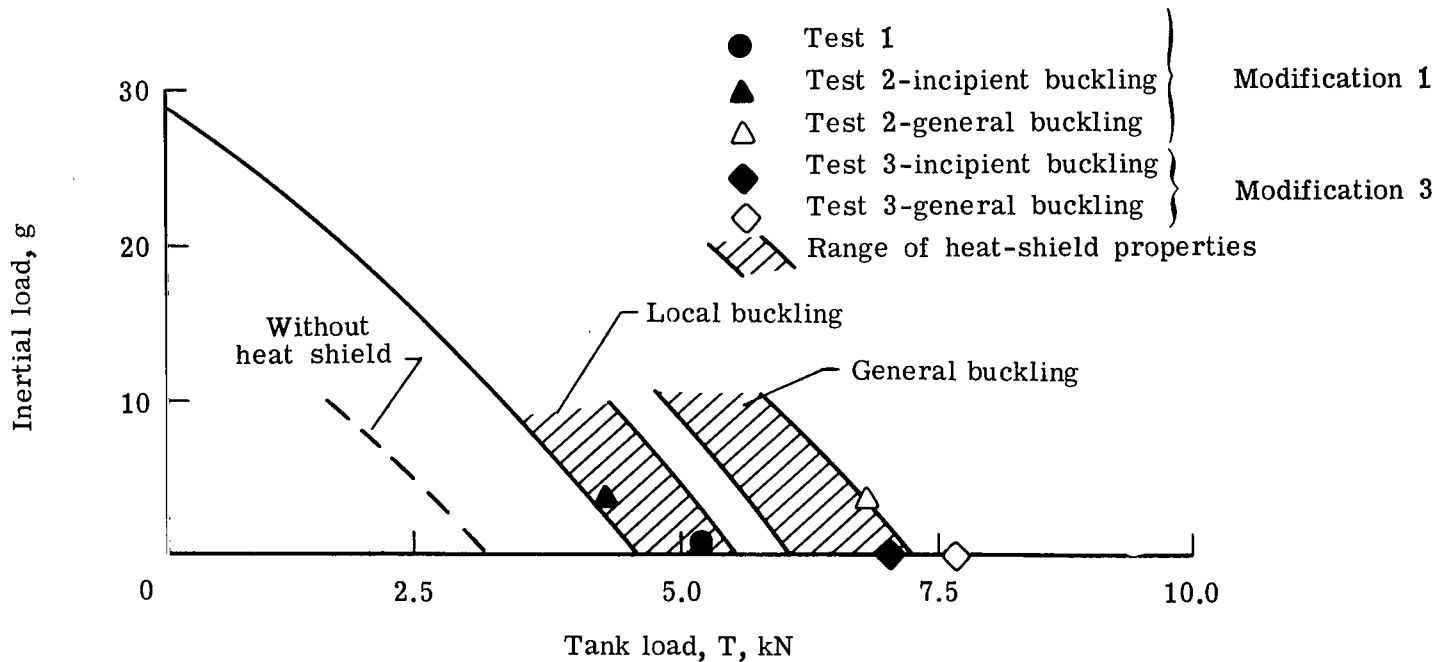 Test 1
Test 2-incipient buckling
Modification 1
Test 2-general buckling
Test 3-incipient buckling
Modification 3
Test 3-general buckling
Range of heat-shield properties
30
20
10
Inertial load, g
Without
heat shield
Local buckling
General buckling
0
2.5
5.0
7.5
10.0
Tank load, T, kN